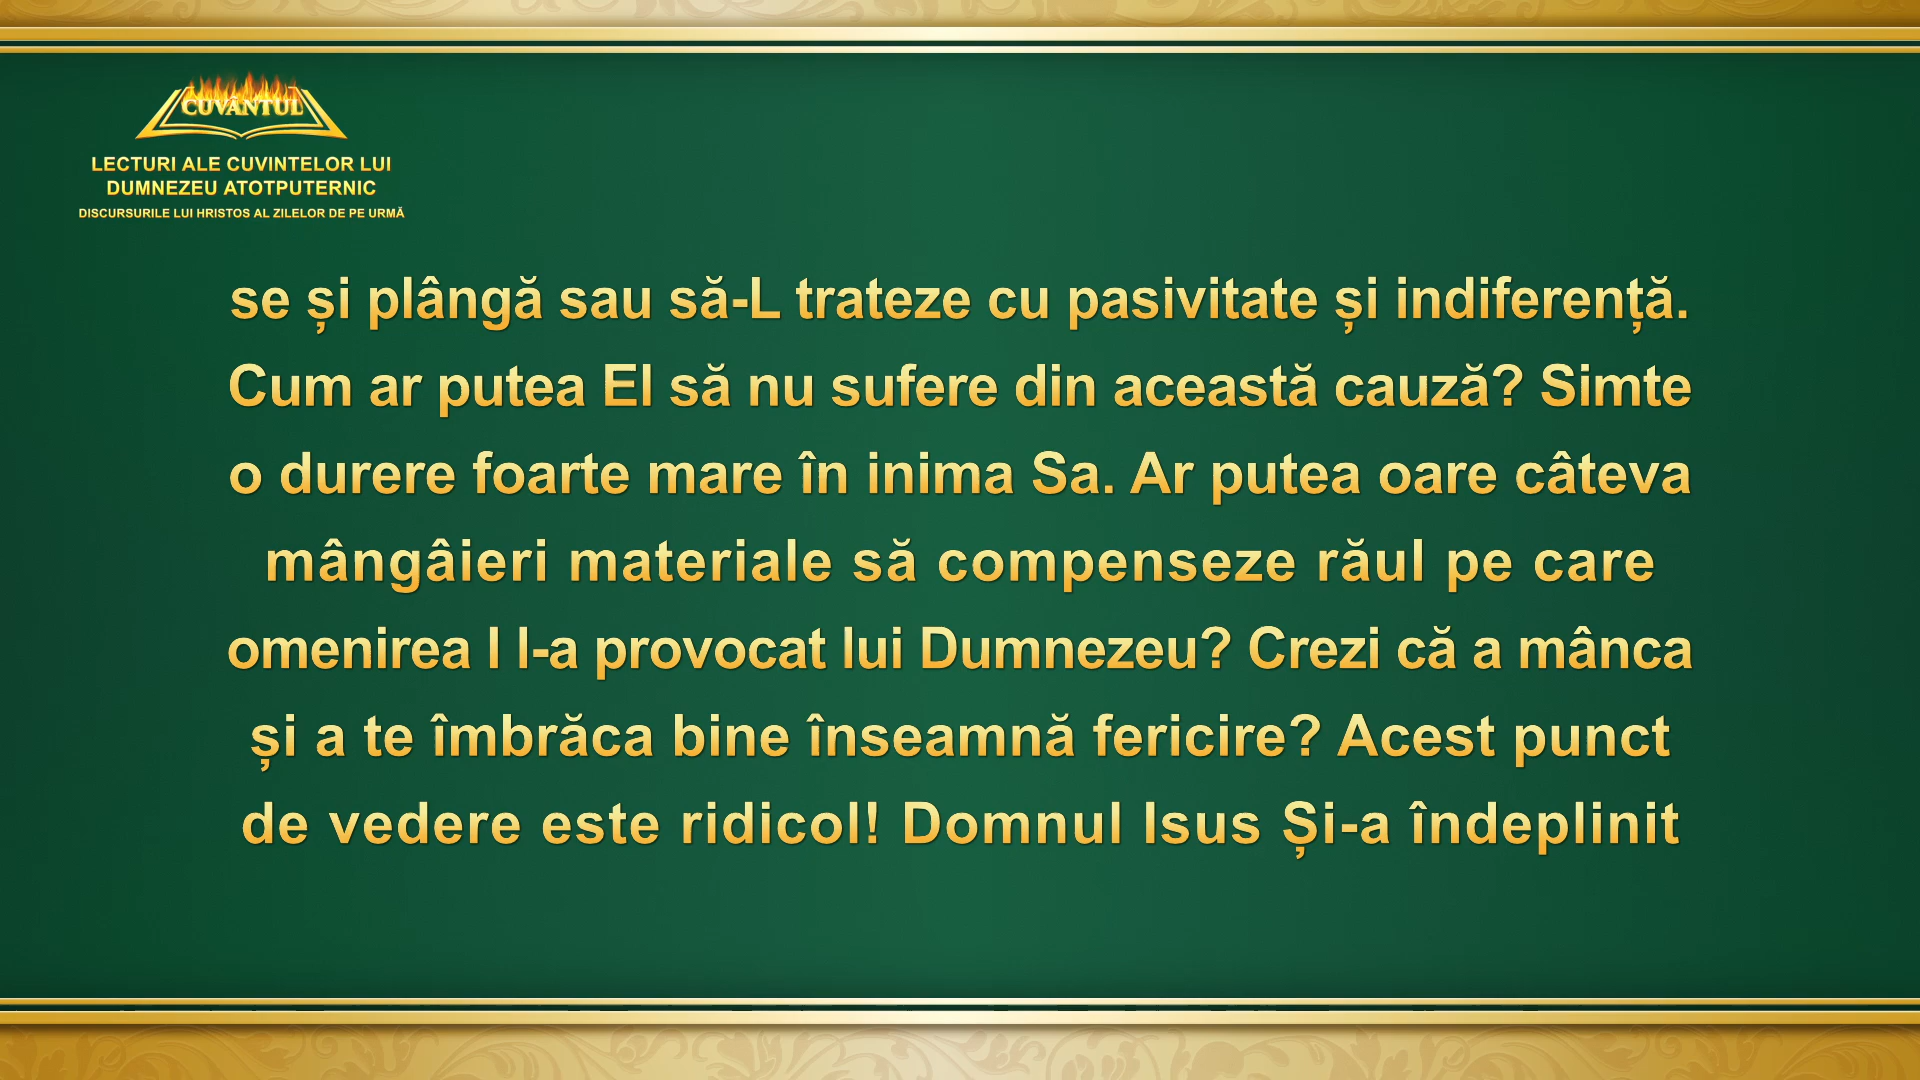 CUVÂNTUL
LECTURI ALE CUVINTELOR LUI
DUMNEZEU ATOTPUTERNIC
DISCURSURILE LUI HRISTOS AL ZILELOR DE PE URMĂ
se și plângă sau să-L trateze cu pasivitate și indiferență.
Cum ar putea El să nu sufere din această cauză? Simte
o durere foarte mare în inima Sa. Ar putea oare câteva
mângâieri materiale să compenseze răul pe care
omenirea I l-a provocat lui Dumnezeu? Crezi că a mânca
și a te îmbrăca bine înseamnă fericire? Acest punct
de vedere este ridicol! Domnul Isus Și-a îndeplinit